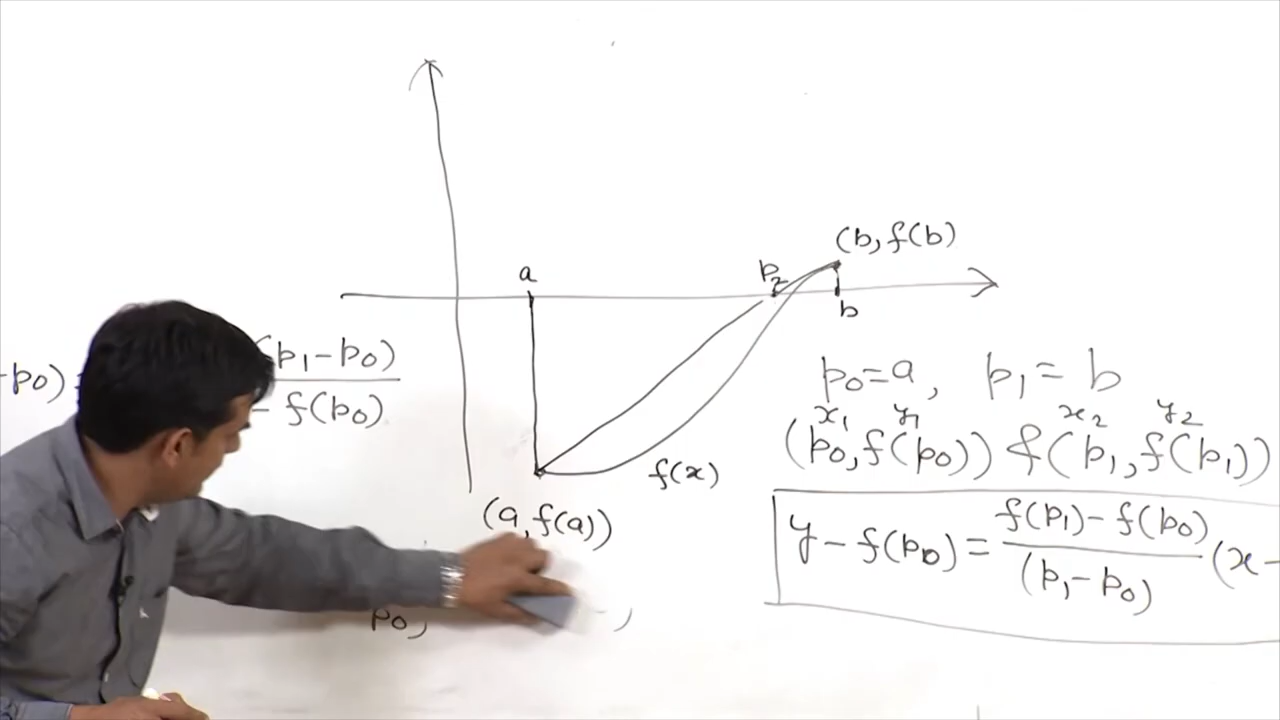 (b, f(b)
a
p₂
b
-p₀) = (p₁-p₀)
- f(p₀)
p₀=a, p₁= b
x₁ y₁ x₂ y₂
(p₀,f(p₀)) & (p₁,f(p₁))
f(x)
(a,f(a))
y - f(p₀) = f(p₁) - f(p₀) (x-
(p₁-p₀)
p₀,